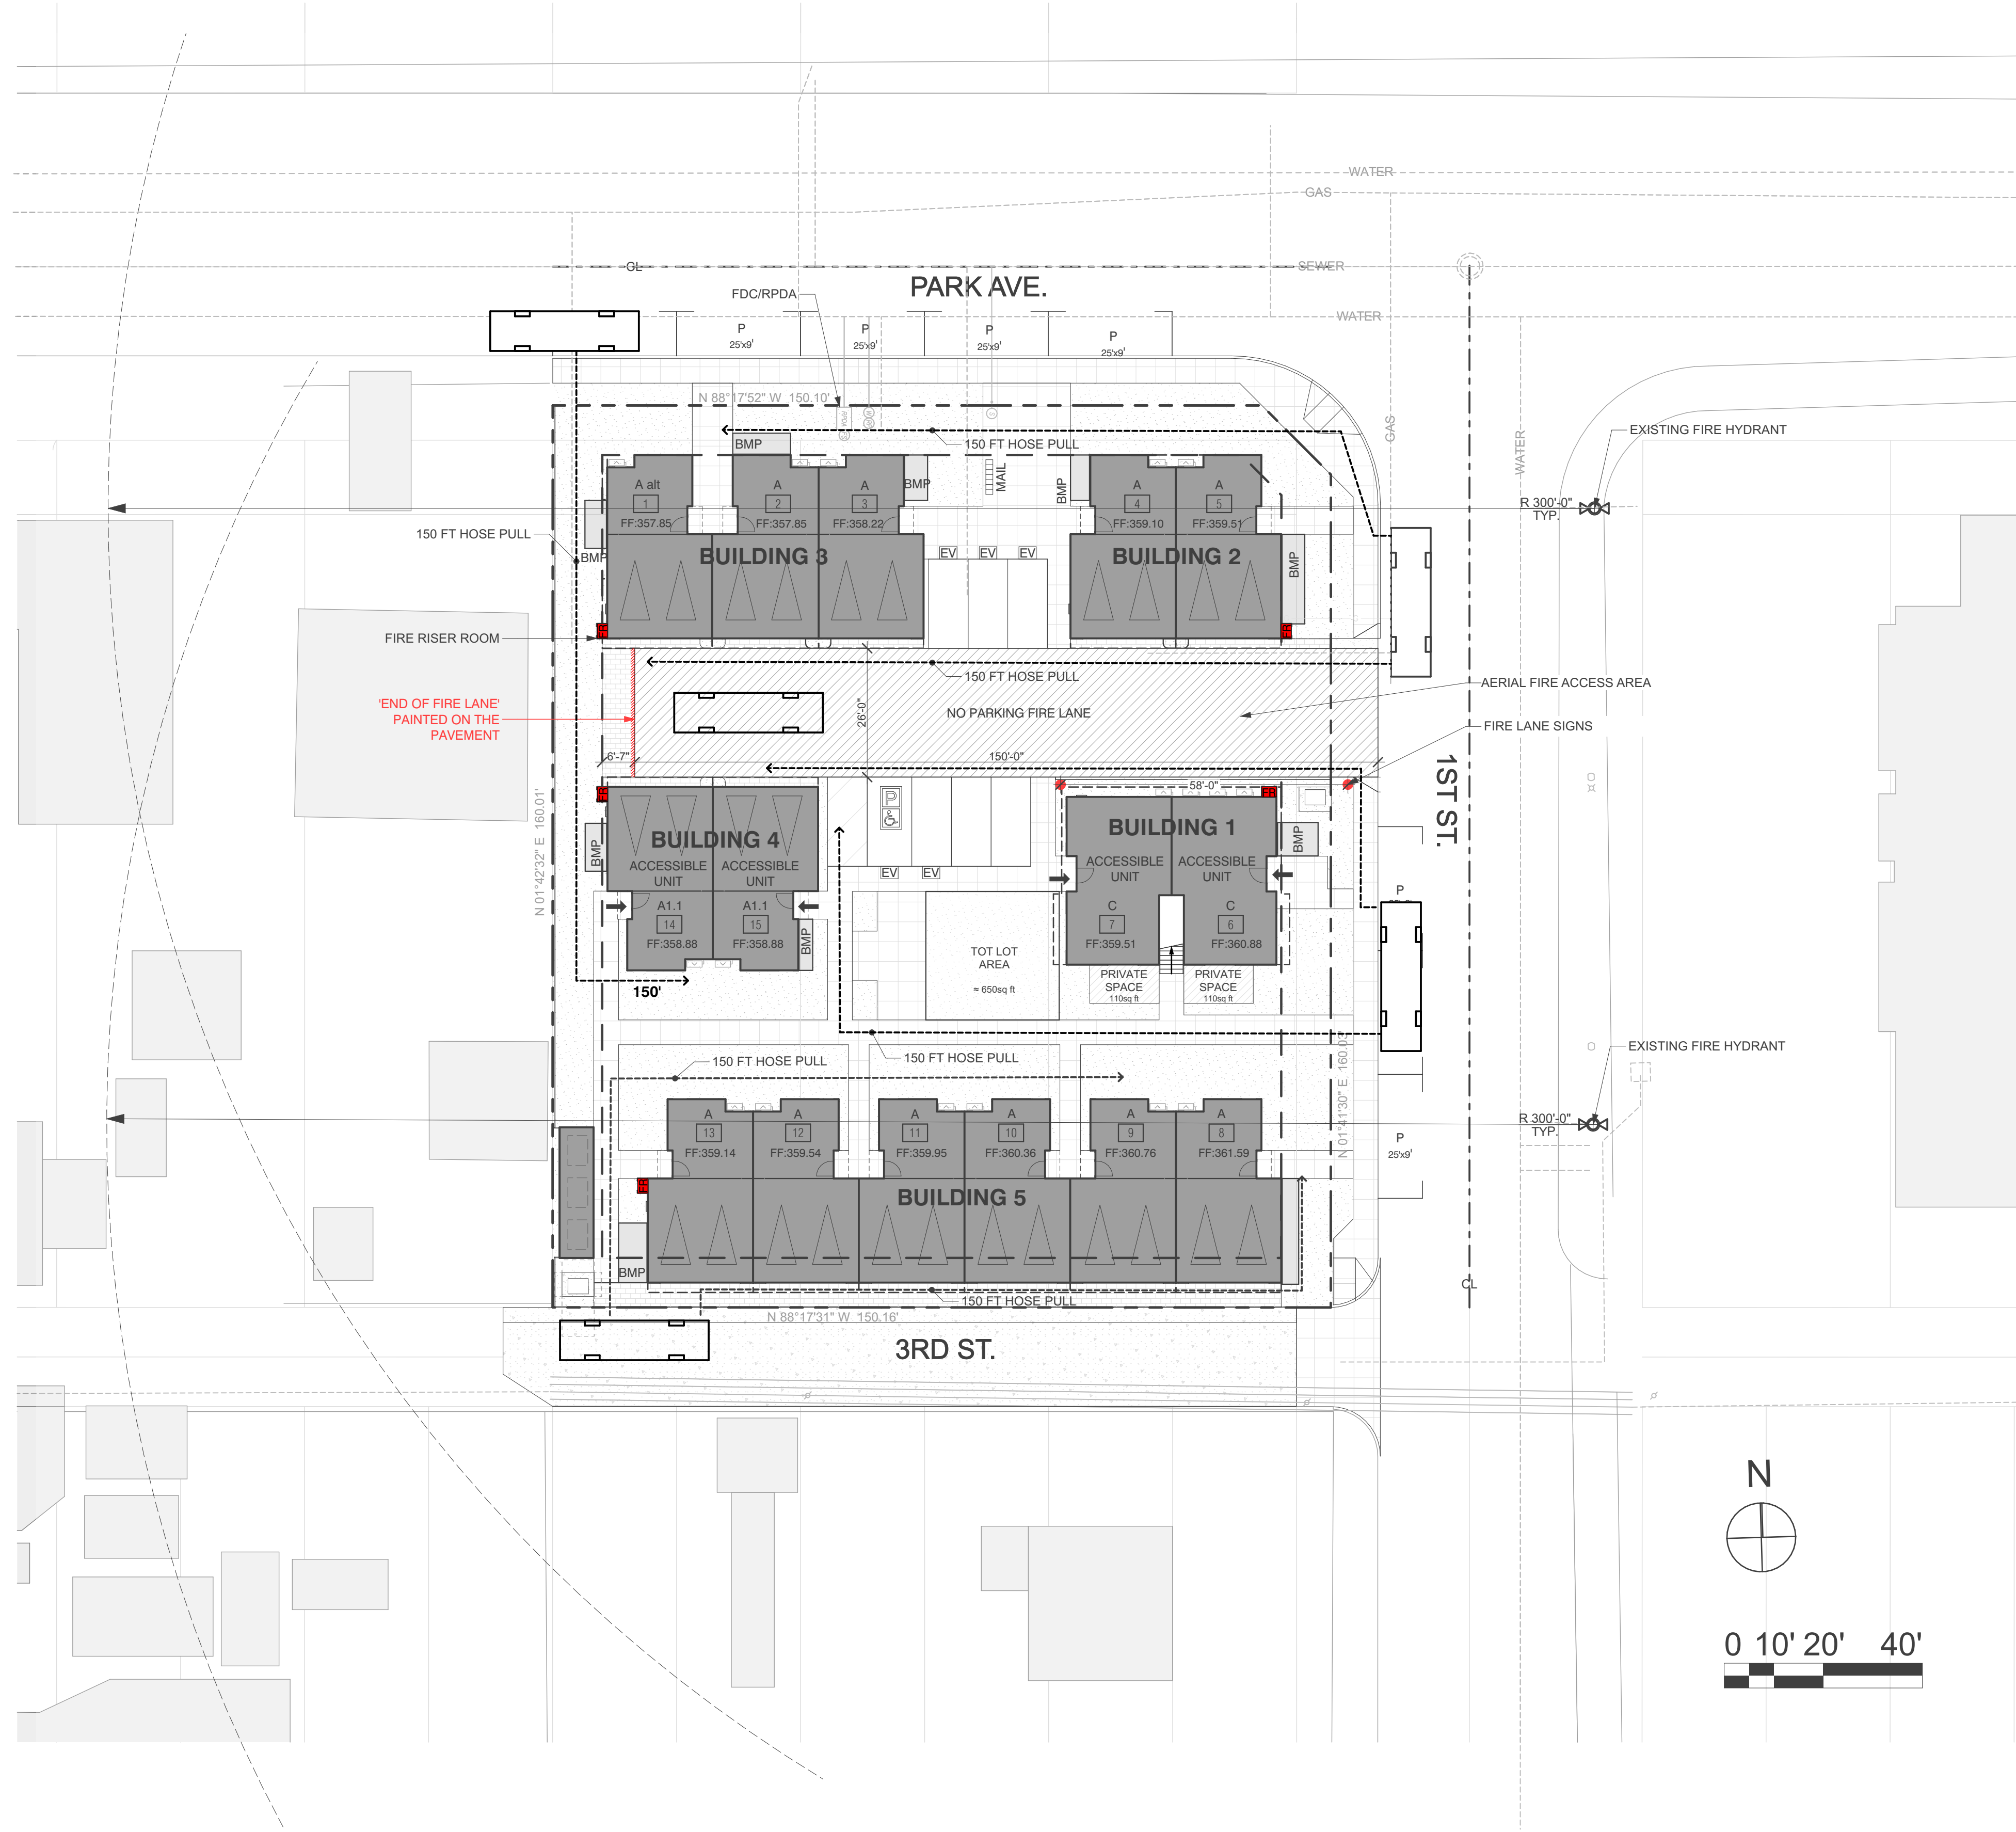 WATER
GAS
CL
SEWER
PARK AVE.
FDC/RPDA
WATER
P
25'x9'
P
25'x9'
P
25'x9'
P
25'x9'
N 88°17'52" W 150.10'
GAS
WATER
EXISTING FIRE HYDRANT
150 FT HOSE PULL
BMP
MAIL
BMP
BMP
A alt
1
FF:357.85
A
2
FF:357.85
A
3
FF:358.22
A
4
FF:359.10
A
5
FF:359.51
R 300'-0"
TYP.
150 FT HOSE PULL
BMP
BUILDING 3
EV
EV
EV
BUILDING 2
BMP
FIRE RISER ROOM
FR
FR
150 FT HOSE PULL
AERIAL FIRE ACCESS AREA
'END OF FIRE LANE'
PAINTED ON THE
PAVEMENT
26'-0"
NO PARKING FIRE LANE
FIRE LANE SIGNS
6'-7"
150'-0"
1ST ST.
N 01°42'32" E 160.01'
FR
58'-0"
FR
BUILDING 4
BUILDING 1
BMP
BMP
ACCESSIBLE
UNIT
ACCESSIBLE
UNIT
ACCESSIBLE
UNIT
ACCESSIBLE
UNIT
EV
EV
P
A1.1
14
FF:358.88
A1.1
15
FF:358.88
BMP
C
7
FF:359.51
C
6
FF:360.88
TOT LOT
AREA
≈ 650sq ft
PRIVATE
SPACE
110sq ft
PRIVATE
SPACE
110sq ft
150'
N 01°41'30" E 160.03'
EXISTING FIRE HYDRANT
150 FT HOSE PULL
150 FT HOSE PULL
A
13
FF:359.14
A
12
FF:359.54
A
11
FF:359.95
A
10
FF:360.36
A
9
FF:360.76
A
8
FF:361.59
R 300'-0"
TYP.
P
25'x9'
FR
BUILDING 5
BMP
CL
150 FT HOSE PULL
N 88°17'31" W 150.16'
3RD ST.
N
0 10' 20' 40'